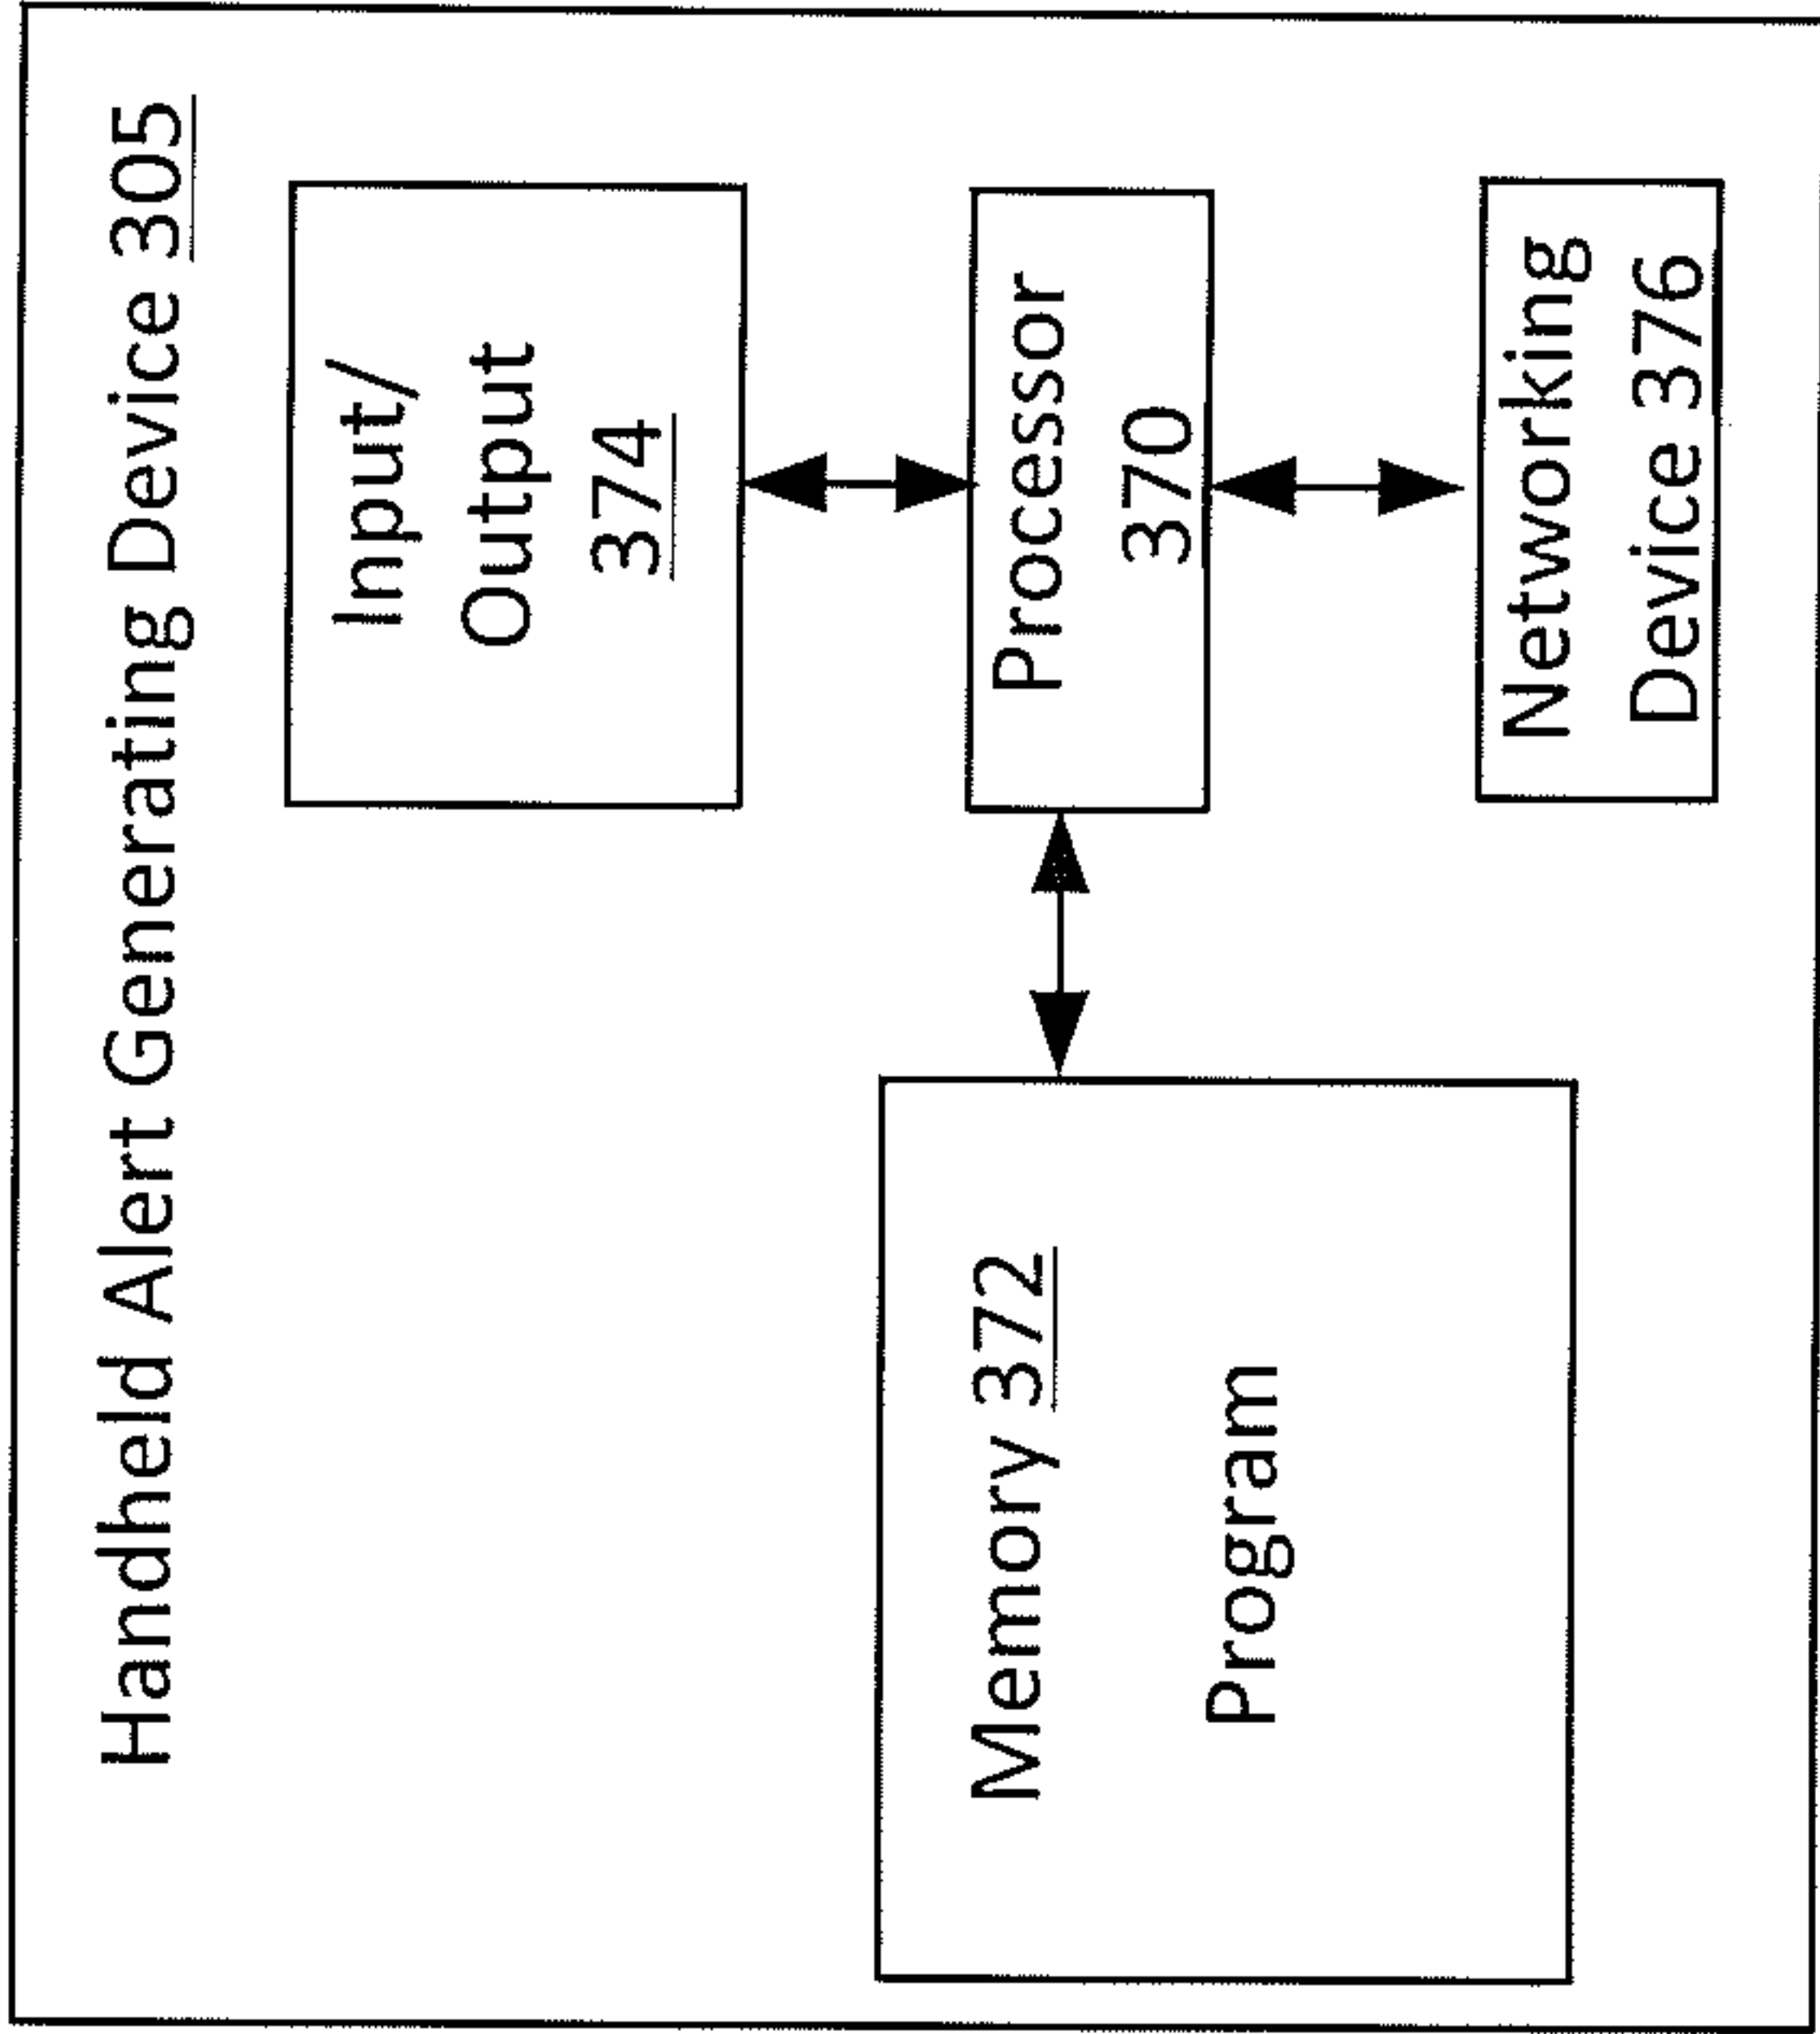 Handheld Alert Generating Device 305
Input/
Output
374
Memory 372
Program
Processor
370
Networking
Device 376